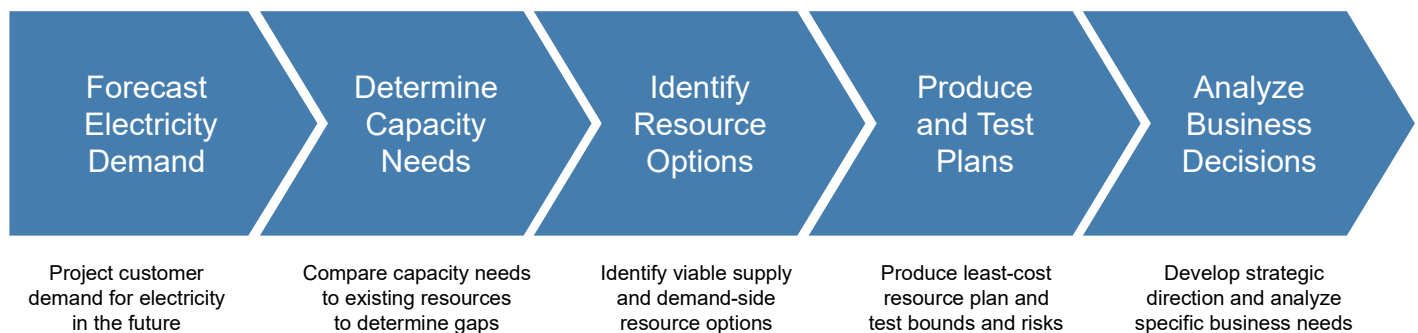 Forecast
Electricity
Demand
Determine
Capacity
Needs
Identify
Resource
Options
Produce
and Test
Plans
Analyze
Business
Decisions
Project customer
demand for electricity
in the future
Compare capacity needs
to existing resources
to determine gaps
Identify viable supply
and demand-side
resource options
Produce least-cost
resource plan and
test bounds and risks
Develop strategic
direction and analyze
specific business needs